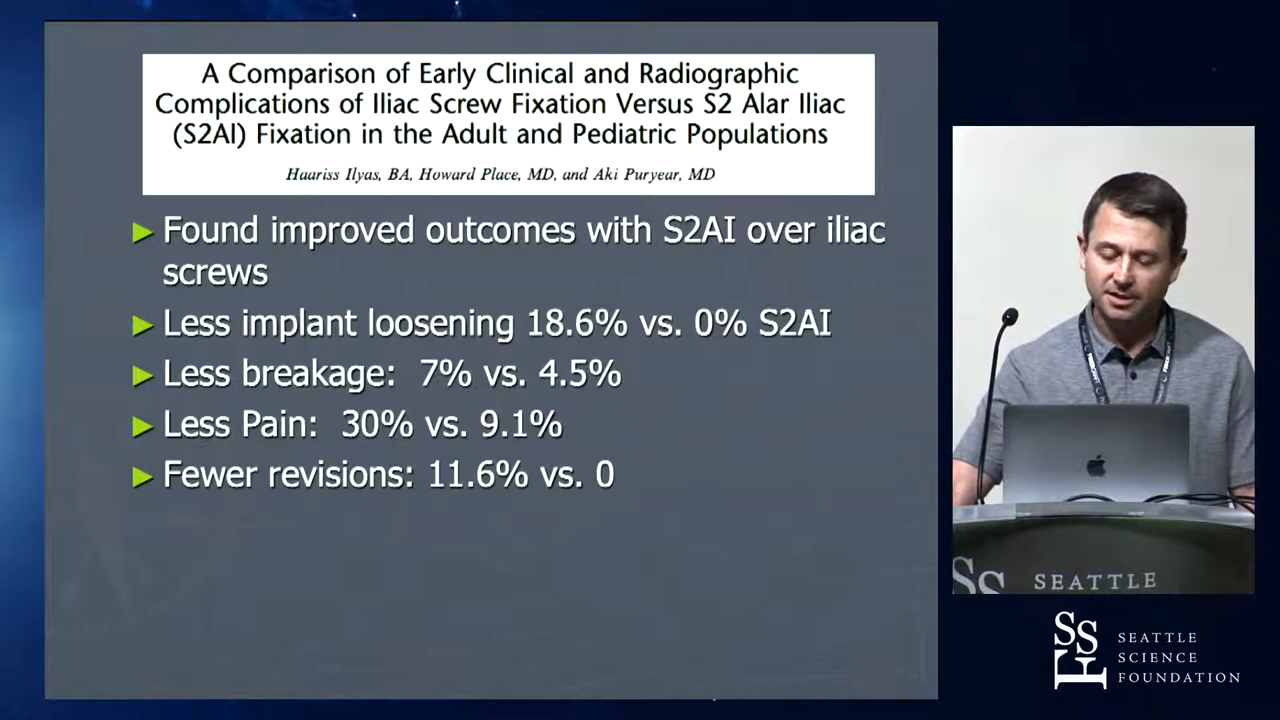 A Comparison of Early Clinical and Radiographic
Complications of Iliac Screw Fixation Versus S2 Alar Iliac
(S2AI) Fixation in the Adult and Pediatric Populations
Haariss Ilyas, BA, Howard Place, MD, and Aki Puryear, MD
► Found improved outcomes with S2AI over iliac
screws
► Less implant loosening 18.6% vs. 0% S2AI
► Less breakage: 7% vs. 4.5%
► Less Pain: 30% vs. 9.1%
► Fewer revisions: 11.6% vs. 0
SS SEATTLE
SSF
SEATTLE
SCIENCE
FOUNDATION